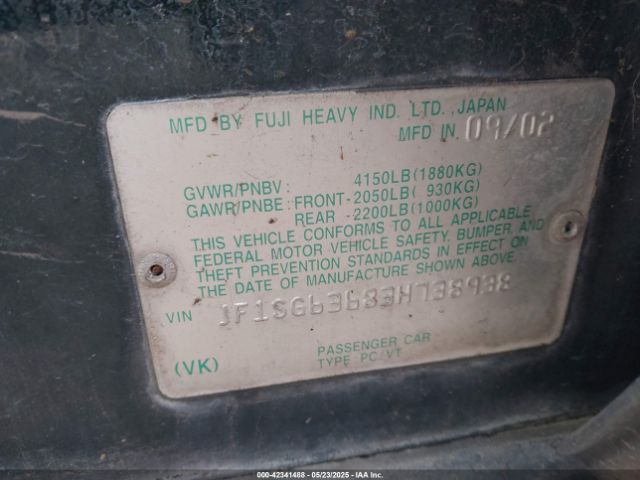 MFD BY FUJI HEAVY IND. LTD., JAPAN
MFD IN. 09/02
GVWR/PNBV: 4150LB(1880KG)
GAWR/PNBE: FRONT-2050LB( 930KG)
REAR -2200LB(1000KG)
THIS VEHICLE CONFORMS TO ALL APPLICABLE
FEDERAL MOTOR VEHICLE SAFETY, BUMPER, AND
THEFT PREVENTION STANDARDS IN EFFECT ON
THE DATE OF MANUFACTURE SHOWN ABOVE.
VIN
PASSENGER CAR
(VK) TYPE PC/VT
000-42341488 - 05/23/2025 - IAA Inc.